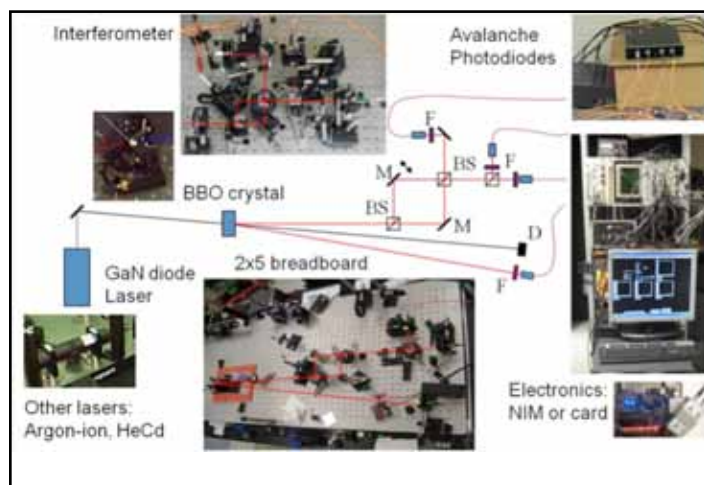 Interferometer
Avalanche
Photodiodes
F
M
BS
F
F
BBO crystal
BS
M
D
GaN diode
Laser
2x5 breadboard
F
Other lasers:
Argon-ion, HeCd
Electronics:
NIM or card